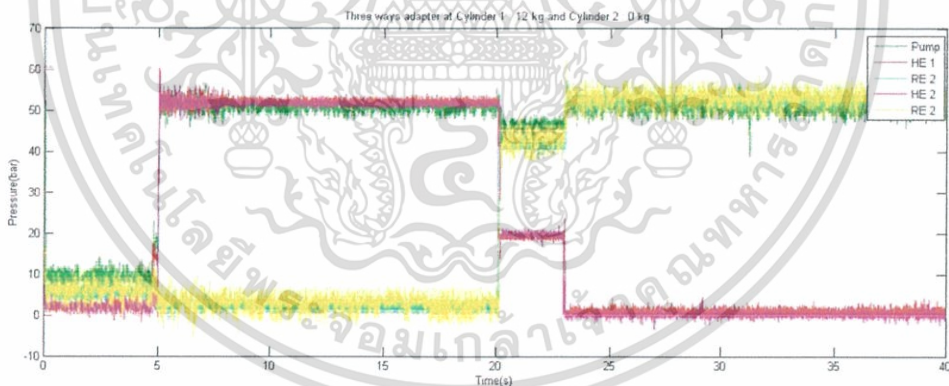 Three ways adapter at Cylinder 1 12 kg and Cylinder 2 0 kg
Pump
HE 1
RE 2
HE 2
RE 2
Pressure(bar)
70
60
50
40
30
20
10
0
-10
0
5
10
15
20
25
30
35
40
Time(s)